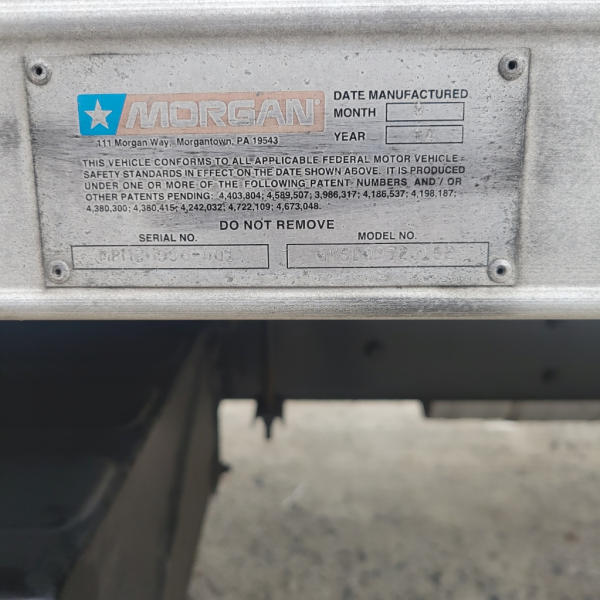 MORGAN
111 Morgan Way, Morgantown, PA 19543
DATE MANUFACTURED
MONTH
YEAR
THIS VEHICLE CONFORMS TO ALL APPLICABLE FEDERAL MOTOR VEHICLE
SAFETY STANDARDS IN EFFECT ON THE DATE SHOWN ABOVE. IT IS PRODUCED
UNDER ONE OR MORE OF THE FOLLOWING PATENT NUMBERS AND / OR
OTHER PATENTS PENDING: 4,403,804; 4,589,507; 3,986,317; 4,186,537; 4,198,187;
4,380,300; 4,380,415; 4,242,032; 4,722,109; 4,673,048.
DO NOT REMOVE
SERIAL NO.
MODEL NO.